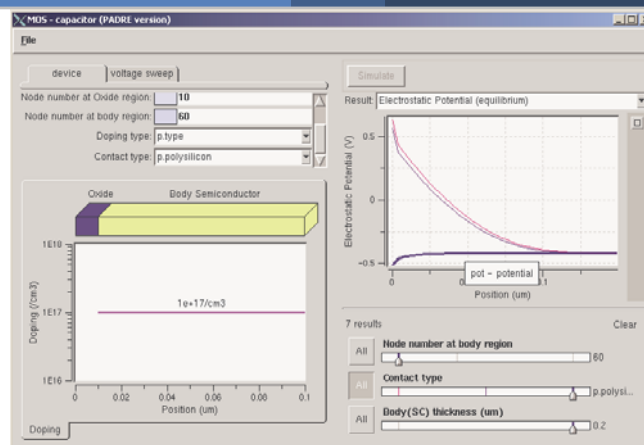 MOS - capacitor (PADRE version)
File
device
voltage sweep
Node number at Oxide region: 10
Node number at body region: 60
Doping type: p.type
Contact type: p.polysilicon
Oxide
Body Semiconductor
1E18
1E17
1E16
Doping (/cm3)
1e+17/cm3
0
0.02
0.04
0.06
0.08
0.1
Position (um)
Doping
Simulate
Result: Electrostatic Potential (equilibrium)
Electrostatic Potential (V)
0.5
0
-0.5
0
0.1
pot - potential
Position (um)
7 results
Clear
All
Node number at body region
60
All
Contact type
p.polysi...
All
Body(SC) thickness (um)
0.2